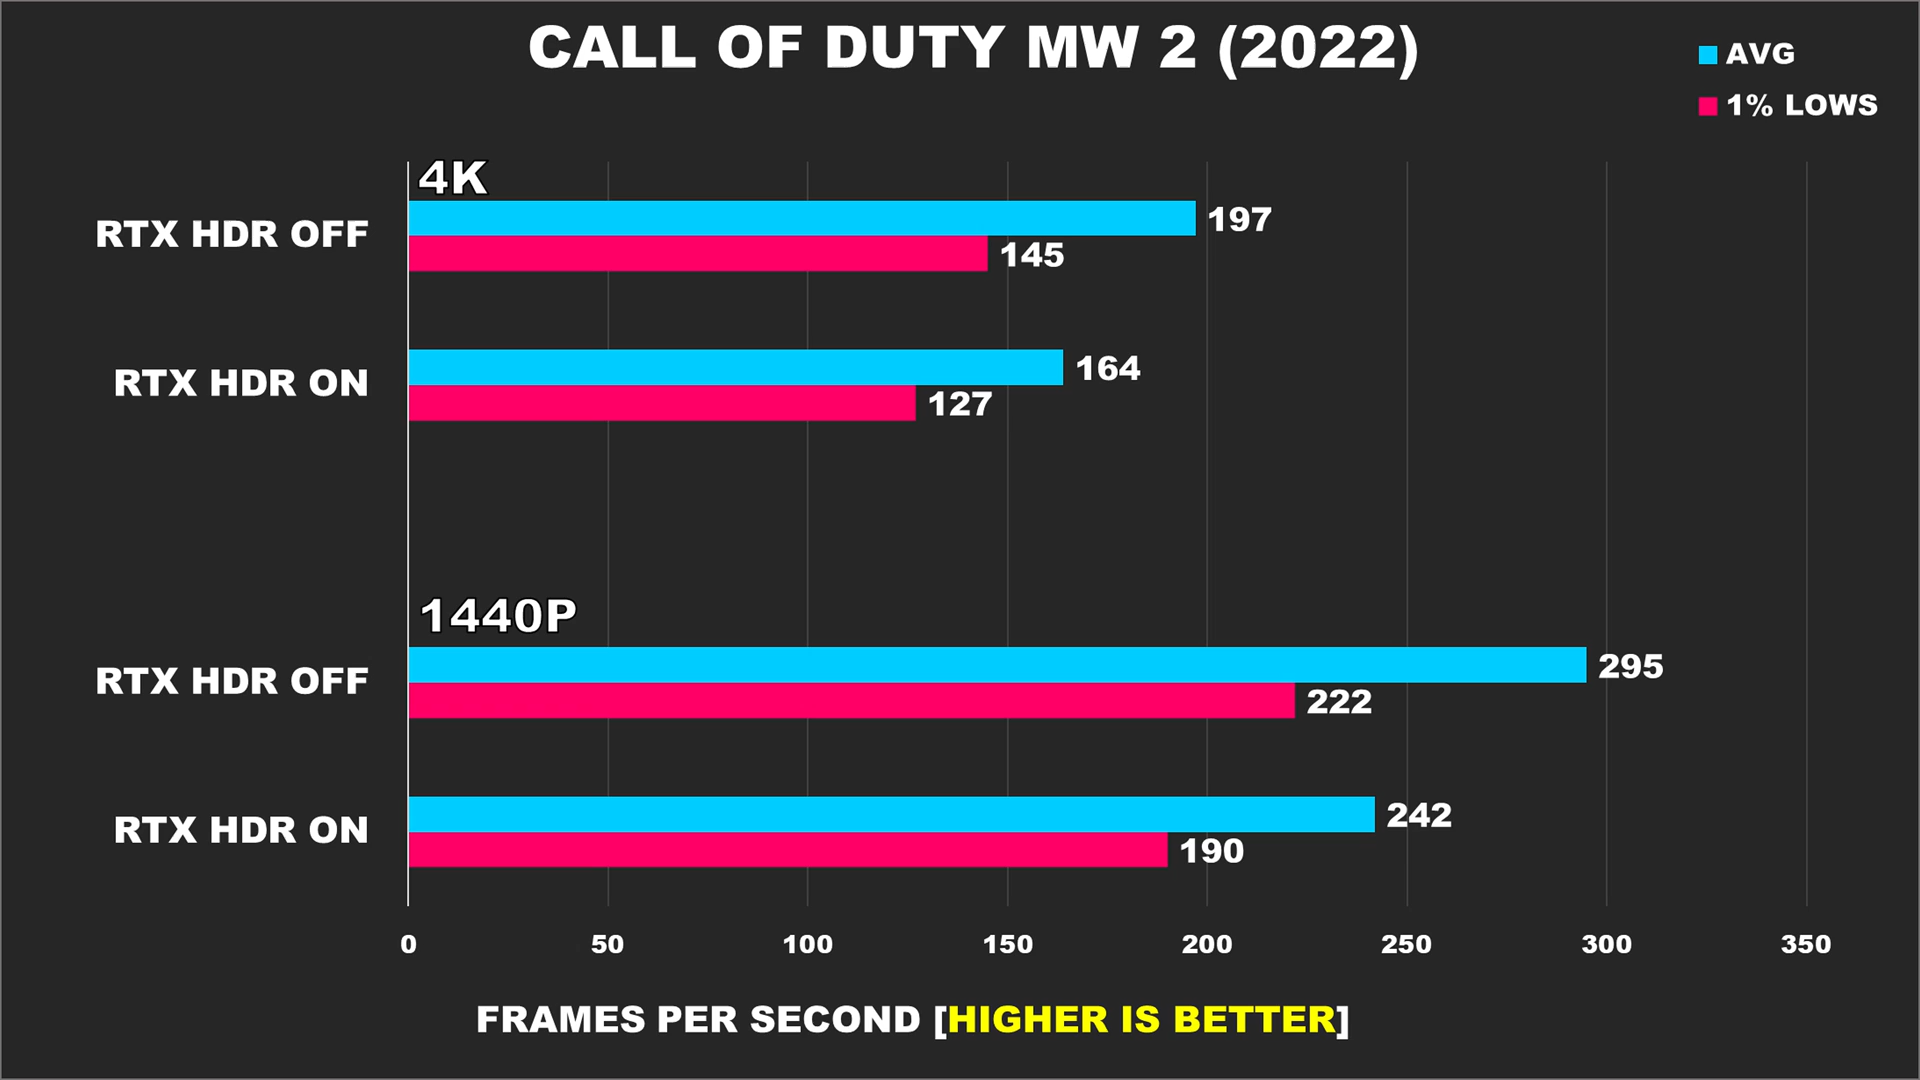 CALL OF DUTY MW 2 (2022)
AVG
1% LOWS
4K
RTX HDR OFF
197
145
RTX HDR ON
164
127
1440P
RTX HDR OFF
295
222
RTX HDR ON
242
190
0 50 100 150 200 250 300 350
FRAMES PER SECOND [HIGHER IS BETTER]